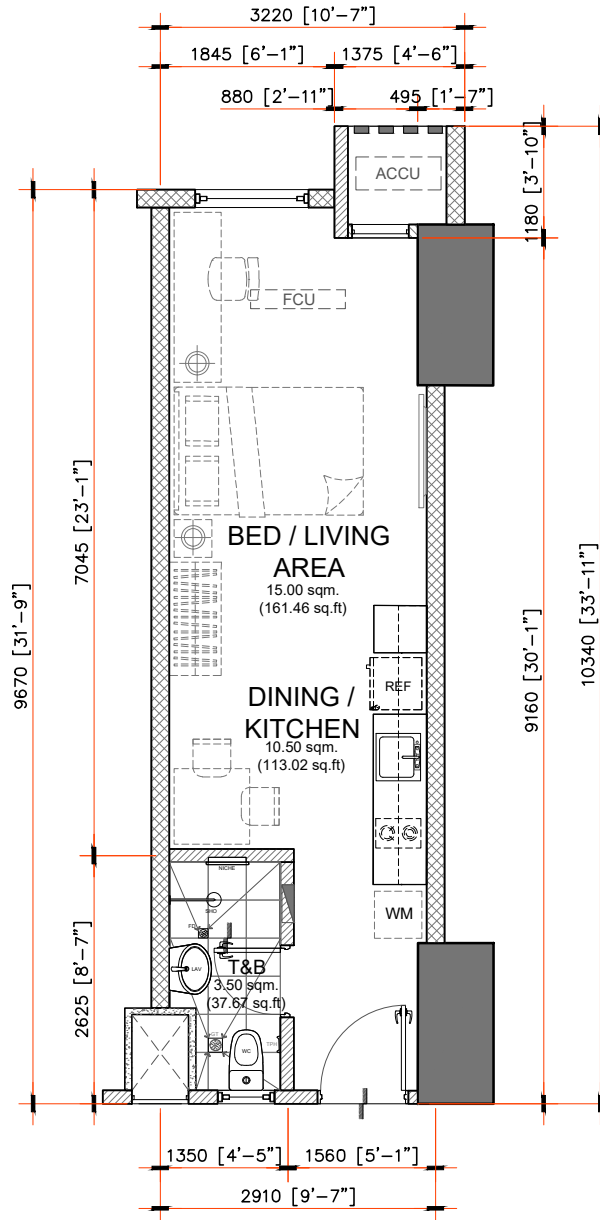 3220 [10'-7"]
1845 [6'-1"]
1375 [4'-6"]
880 [2'-11"]
495 [1'-7"]
ACCU
1180 [3'-10"]
FCU
7045 [23'-1"]
BED / LIVING
AREA
15.00 sqm.
(161.46 sq.ft)
9670 [31'-9"]
10340 [33'-11"]
9160 [30'-1"]
REF
DINING /
KITCHEN
10.50 sqm.
(113.02 sq.ft)
NICHE
SHO
WM
FD
LAV
T&B
3.50 sqm.
(37.67 sq.ft)
2625 [8'-7"]
GT
WC
TPH
1350 [4'-5"]
1560 [5'-1"]
2910 [9'-7"]